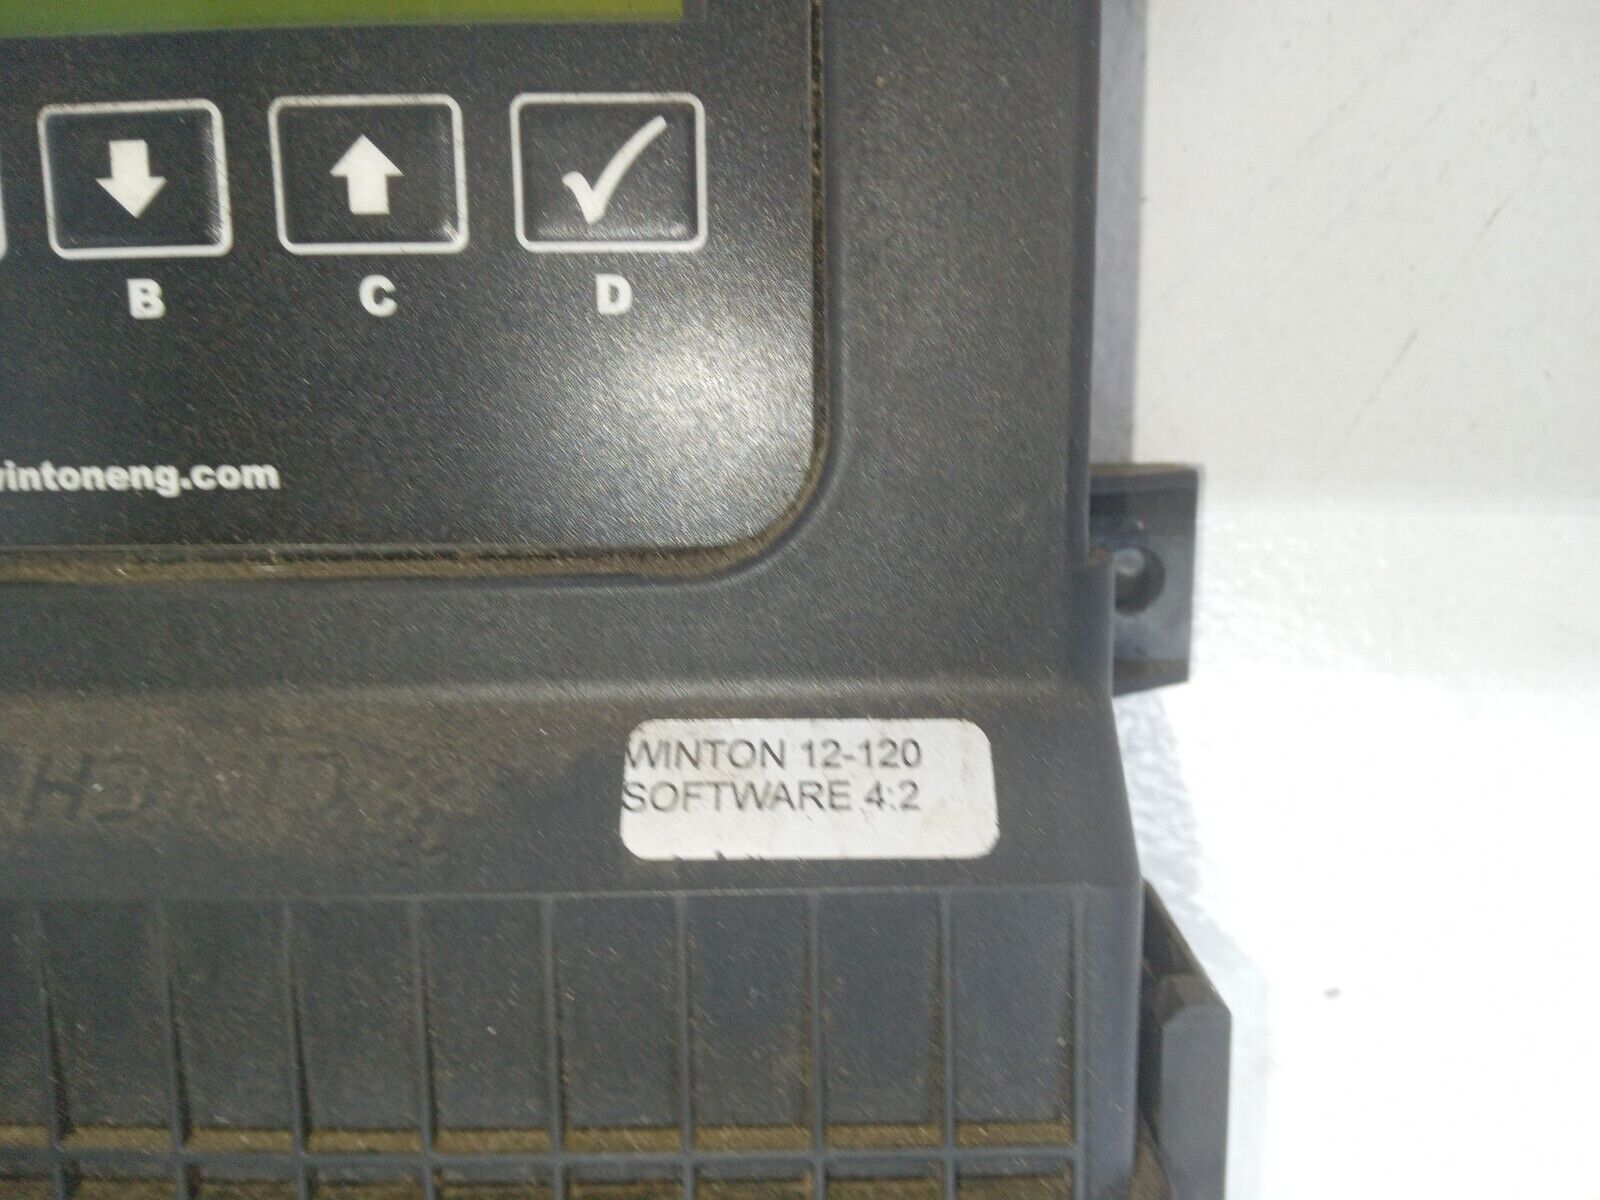 B C D
wintoneng.com
WINTON 12-120
SOFTWARE 4:2